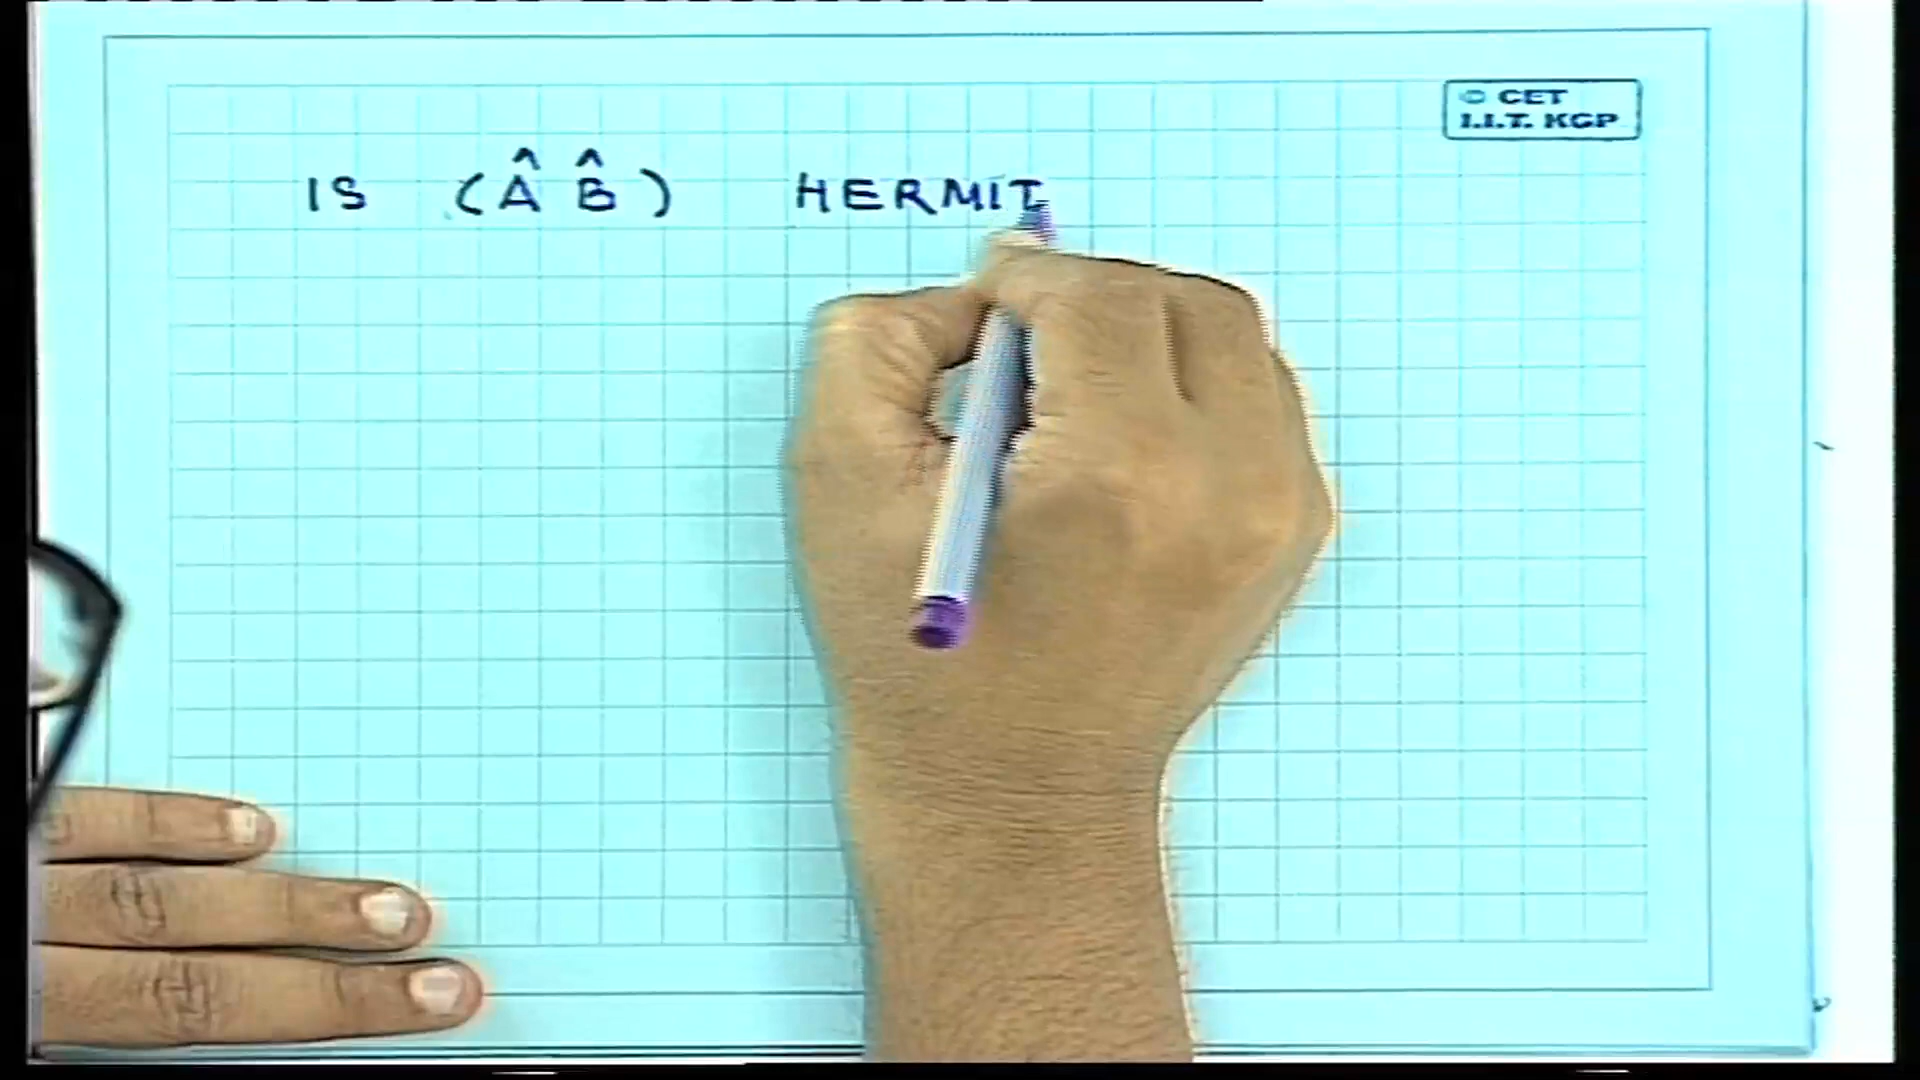 © CET
I.I.T. KGP
IS (Â B̂) HERMIT